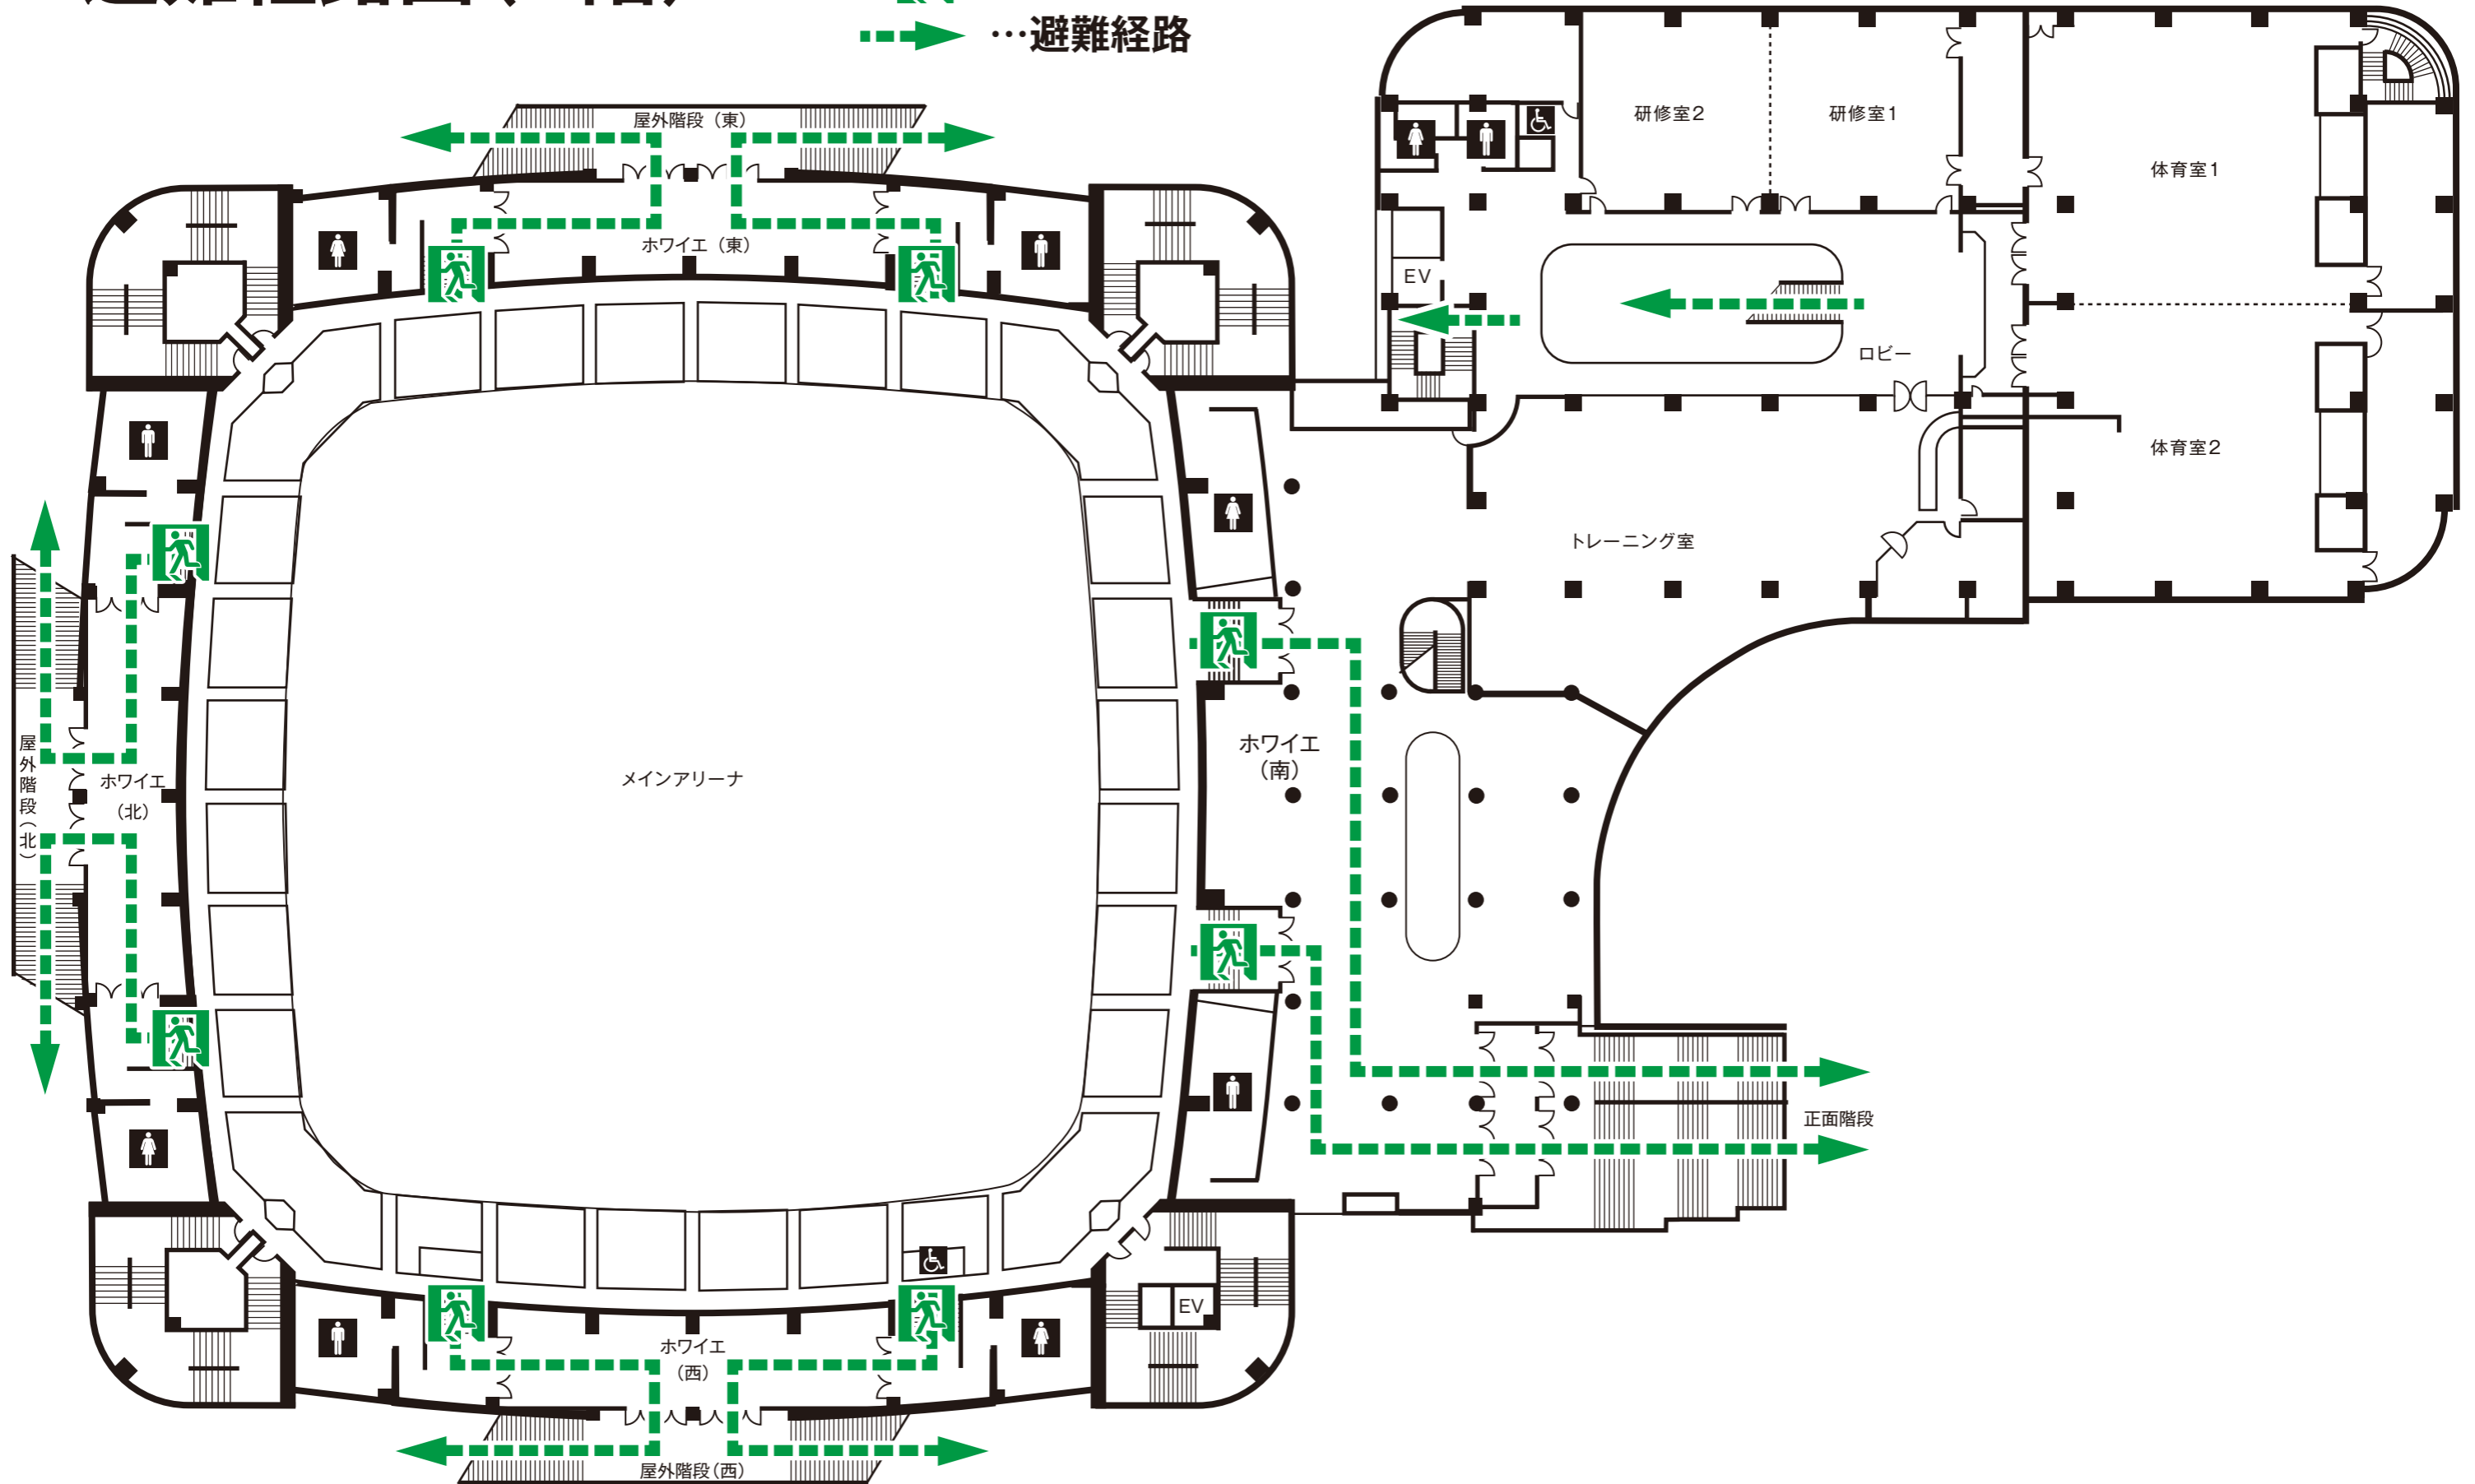 …避難経路
屋外階段（東）
研修室2
研修室1
体育室1
ホワイエ（東）
EV
ロビー
体育室2
トレーニング室
屋外階段（北）
ホワイエ
（北）
メインアリーナ
ホワイエ
（南）
正面階段
EV
ホワイエ
（西）
屋外階段（西）